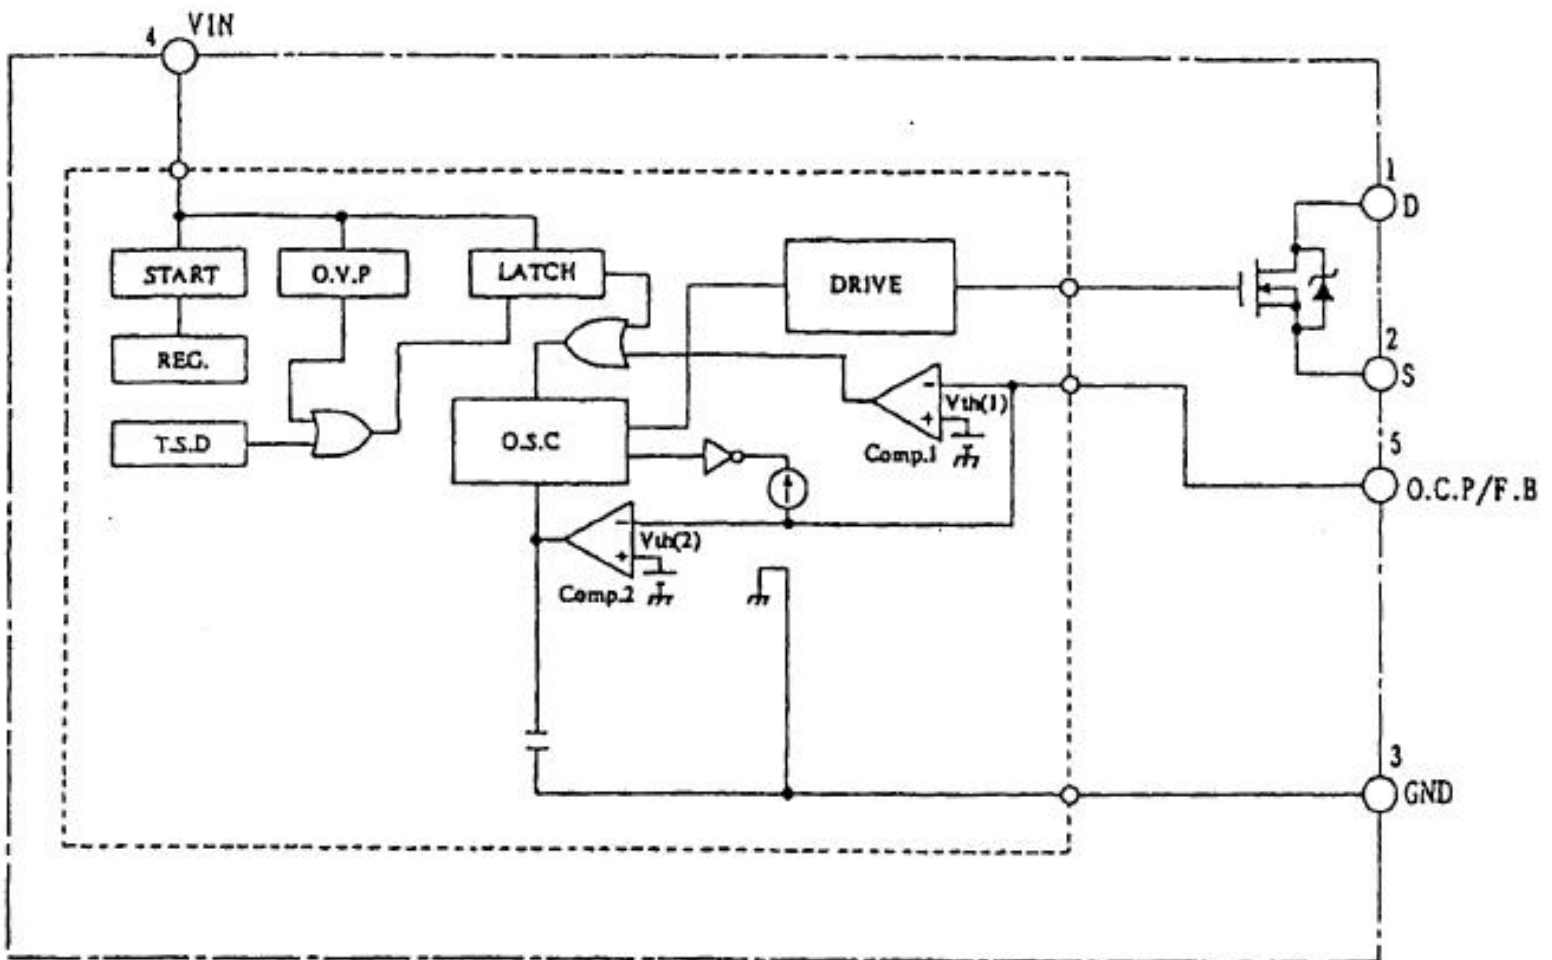 4 VIN
1
D
START
O.V.P
LATCH
DRIVE
2
S
REG.
T.S.D
O.S.C
Vth(1)
Comp.1
5
O.C.P/F.B
Vth(2)
Comp.2
3
GND
-
+
-
+